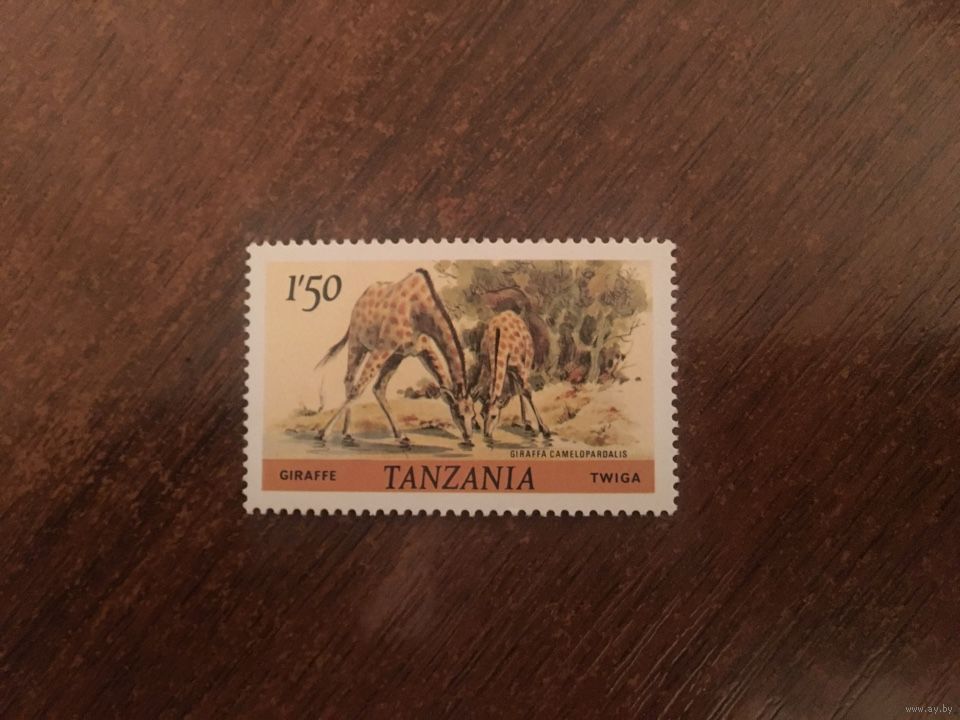 1'50
GIRAFFA CAMELOPARDALIS
GIRAFFE TANZANIA TWIGA
www.ay.by